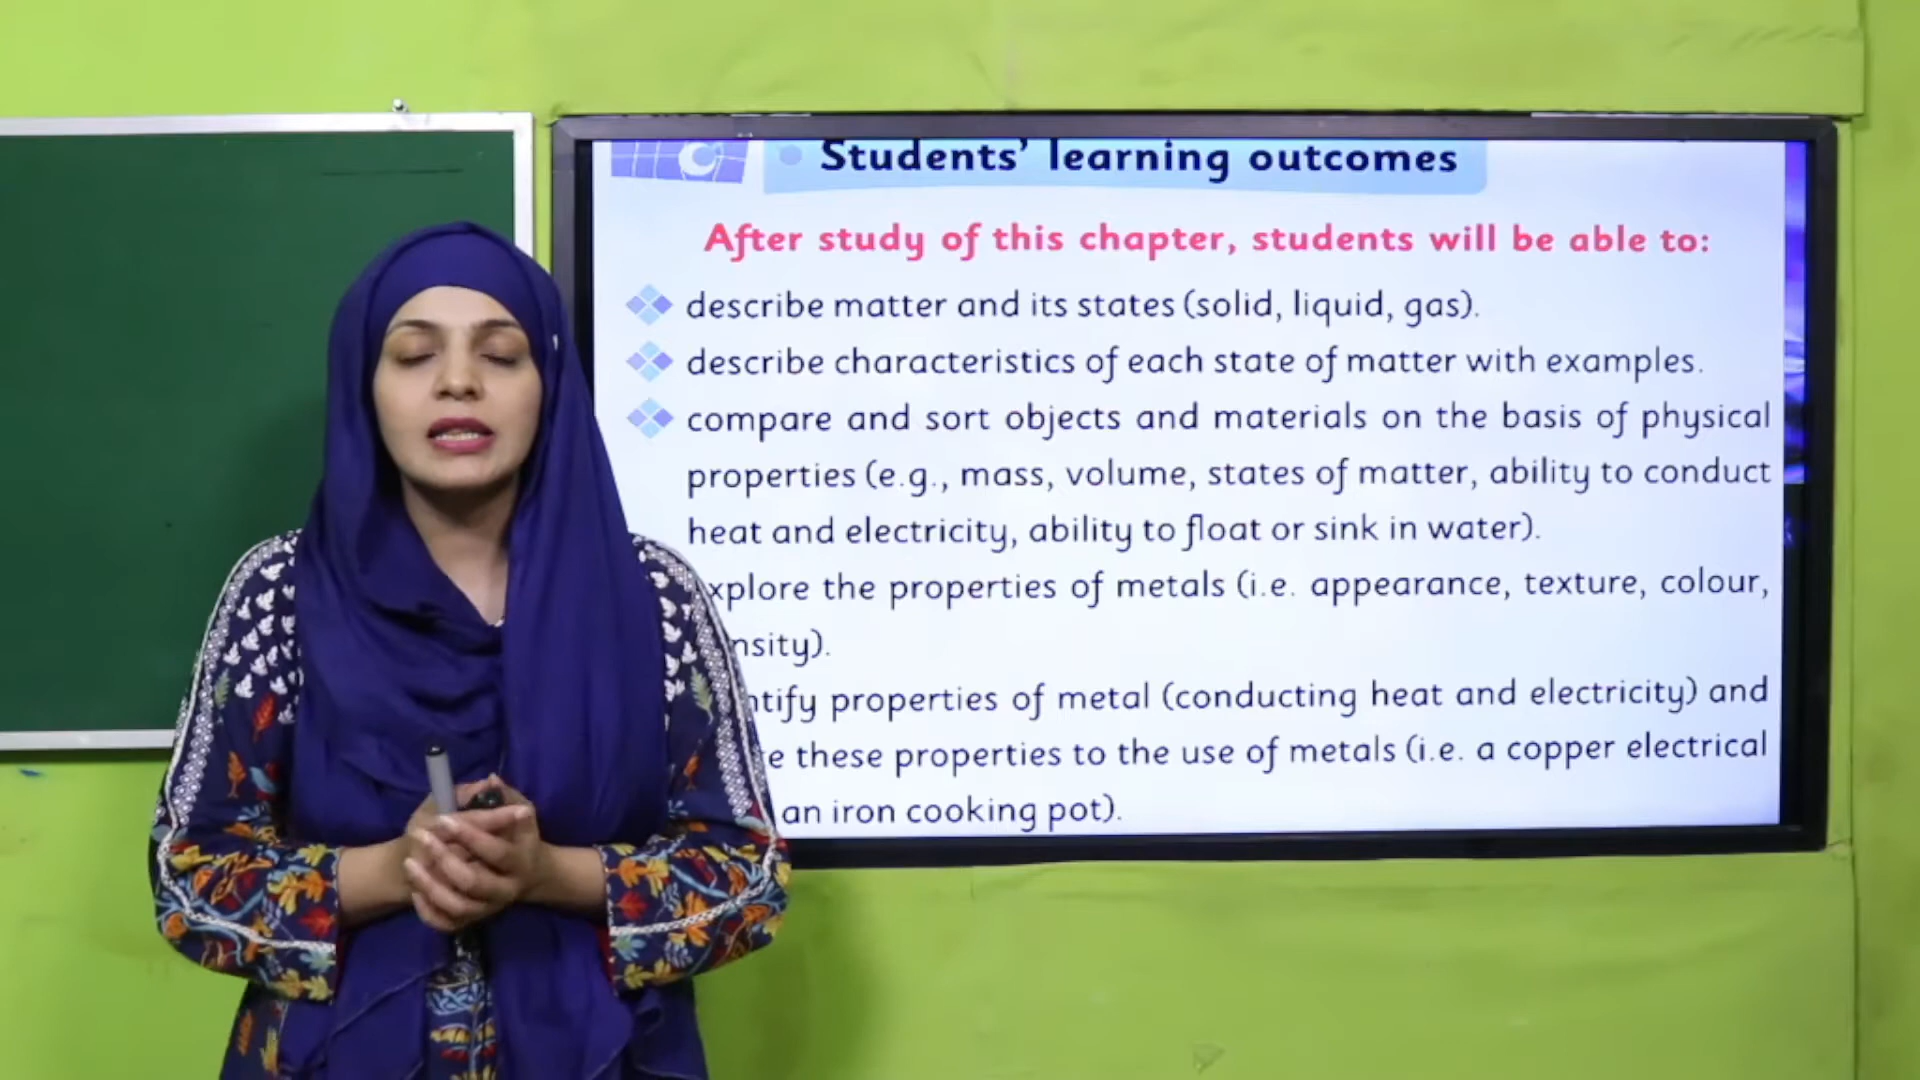 Students’ learning outcomes
After study of this chapter, students will be able to:
describe matter and its states (solid, liquid, gas).
describe characteristics of each state of matter with examples.
compare and sort objects and materials on the basis of physical
properties (e.g., mass, volume, states of matter, ability to conduct
heat and electricity, ability to float or sink in water).
xplore the properties of metals (i.e. appearance, texture, colour,
nsity).
ntify properties of metal (conducting heat and electricity) and
e these properties to the use of metals (i.e. a copper electrical
an iron cooking pot).